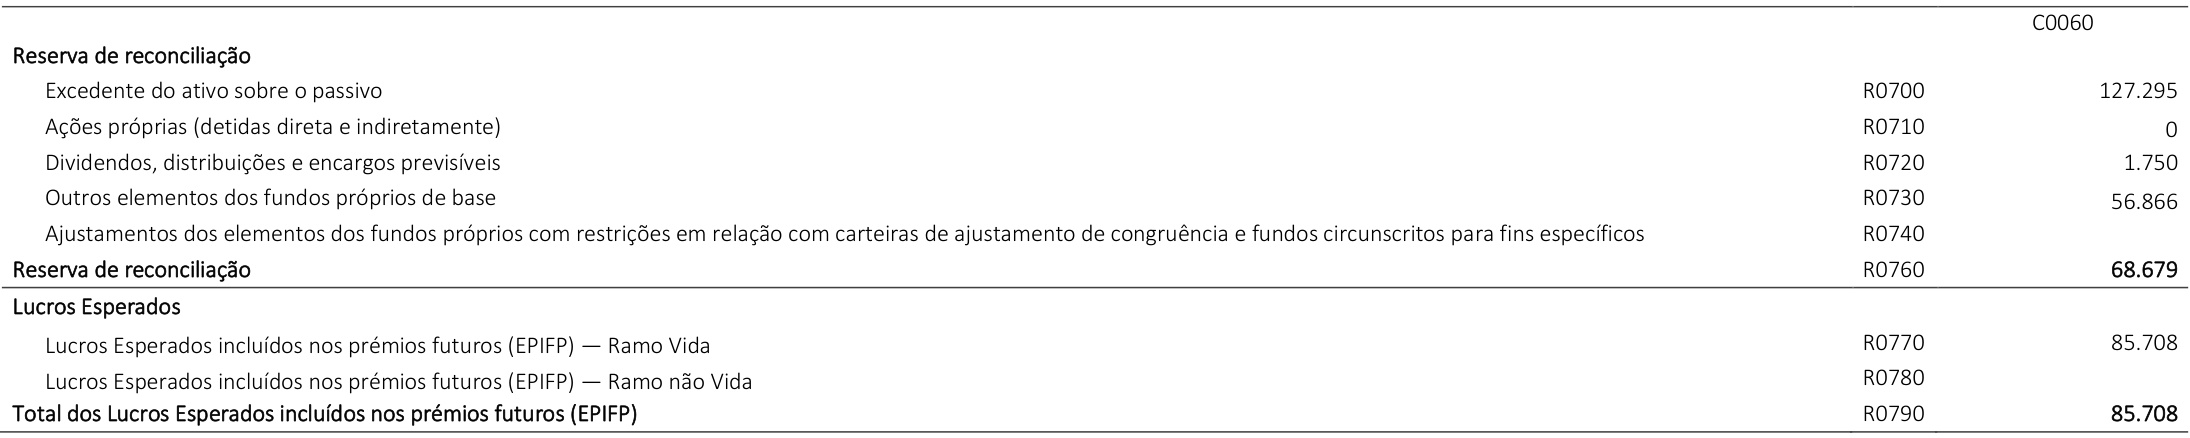 C0060
Reserva de reconciliação
Excedente do ativo sobre o passivo R0700 127.295
Ações próprias (detidas direta e indiretamente) R0710 0
Dividendos, distribuições e encargos previsíveis R0720 1.750
Outros elementos dos fundos próprios de base R0730 56.866
Ajustamentos dos elementos dos fundos próprios com restrições em relação com carteiras de ajustamento de congruência e fundos circunscritos para fins específicos R0740
Reserva de reconciliação R0760 68.679
Lucros Esperados
Lucros Esperados incluídos nos prémios futuros (EPIFP) — Ramo Vida R0770 85.708
Lucros Esperados incluídos nos prémios futuros (EPIFP) — Ramo não Vida R0780
Total dos Lucros Esperados incluídos nos prémios futuros (EPIFP) R0790 85.708